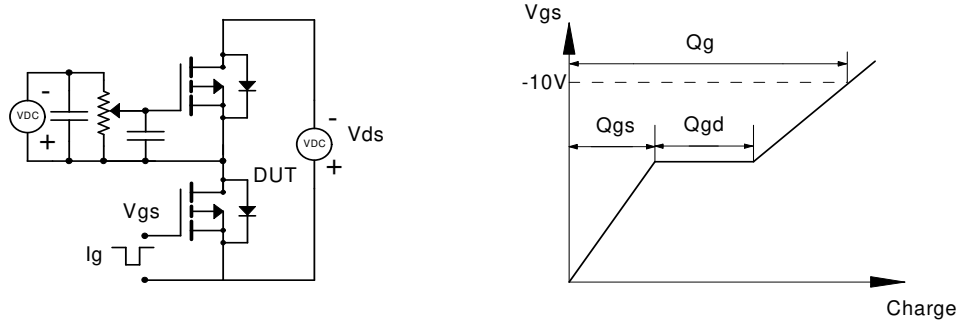 -
VDC
+
-
VDC
+
Vds
DUT
Vgs
Ig
Vgs
Qg
-10V
Qgs
Qgd
Charge